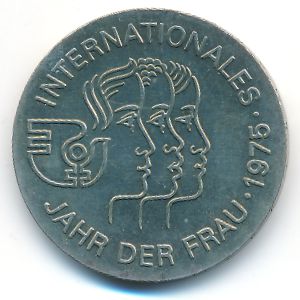 INTERNATIONALES
JAHR DER FRAU · 1975 ·